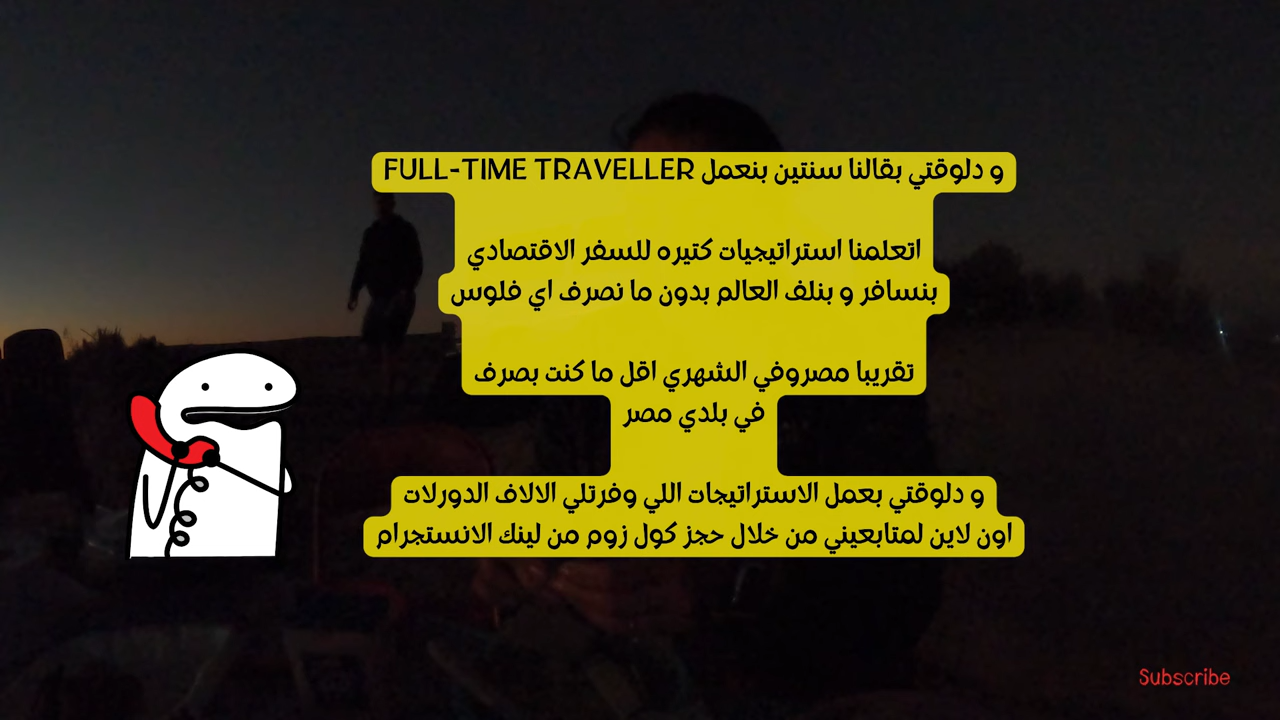 و دلوقتي بقالنا سنتين بنعمل FULL-TIME TRAVELLER
اتعلمنا استراتيجيات كتيره للسفر الاقتصادي
بنسافر و بنلف العالم بدون ما نصرف اي فلوس
تقريبا مصروفي الشهري اقل ما كنت بصرف
في بلدي مصر
و دلوقتي بعمل الاستراتيجات اللي وفرتلي الالاف الدورلات
اون لاين لمتابعيني من خلال حجز كول زوم من لينك الانستجرام
Subscribe